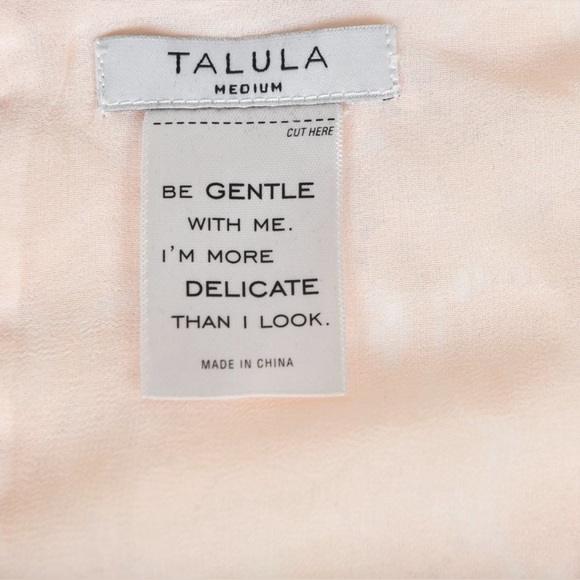 TALULA
MEDIUM
CUT HERE
BE GENTLE
WITH ME.
I'M MORE
DELICATE
THAN I LOOK.
MADE IN CHINA